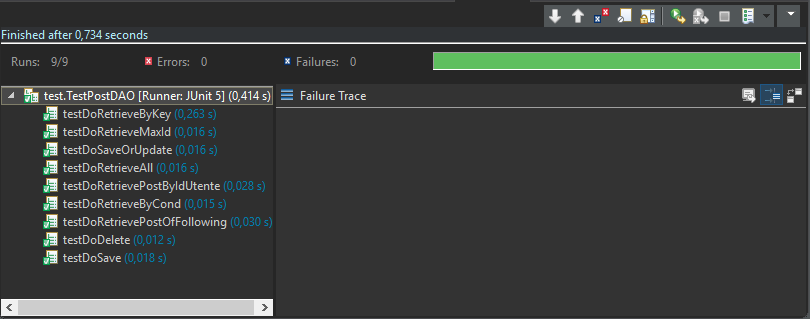 Finished after 0,734 seconds
Runs: 9/9 Errors: 0 Failures: 0
test.TestPostDAO [Runner: JUnit 5] (0,414 s)
testDoRetrieveByKey (0,263 s)
testDoRetrieveMaxId (0,016 s)
testDoSaveOrUpdate (0,016 s)
testDoRetrieveAll (0,016 s)
testDoRetrievePostByIdUtente (0,028 s)
testDoRetrieveByCond (0,015 s)
testDoRetrievePostOfFollowing (0,030 s)
testDoDelete (0,012 s)
testDoSave (0,018 s)
Failure Trace